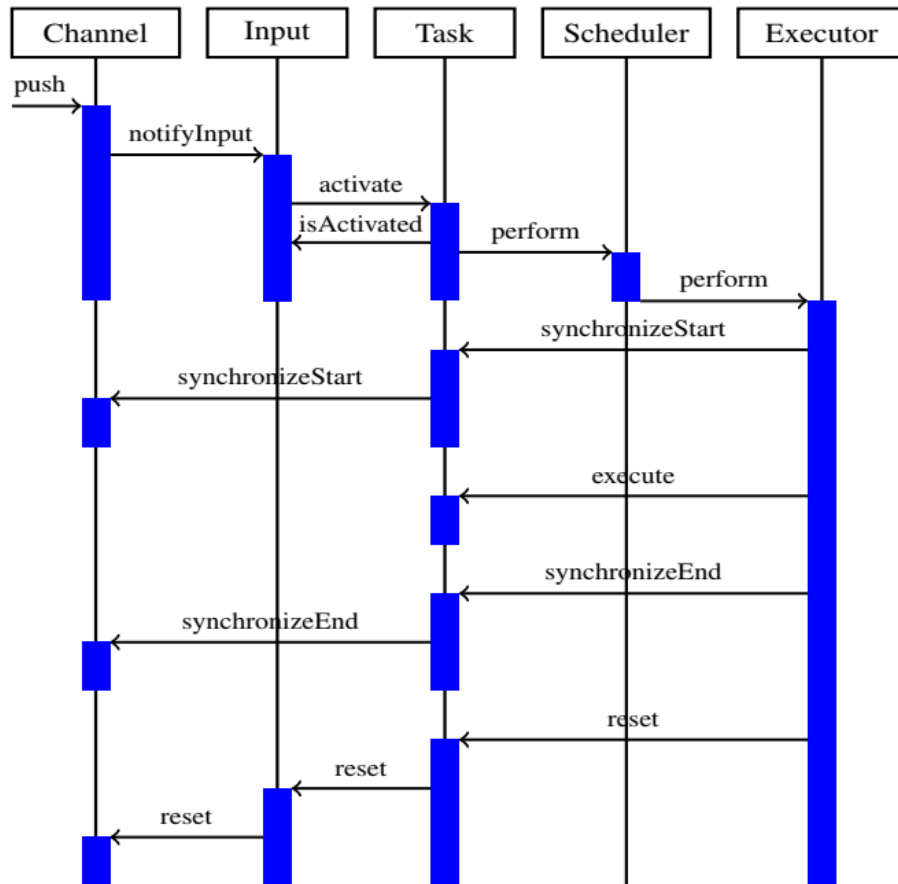 Channel
Input
Task
Scheduler
Executor
push
notifyInput
activate
isActivated
perform
perform
synchronizeStart
synchronizeStart
execute
synchronizeEnd
synchronizeEnd
reset
reset
reset